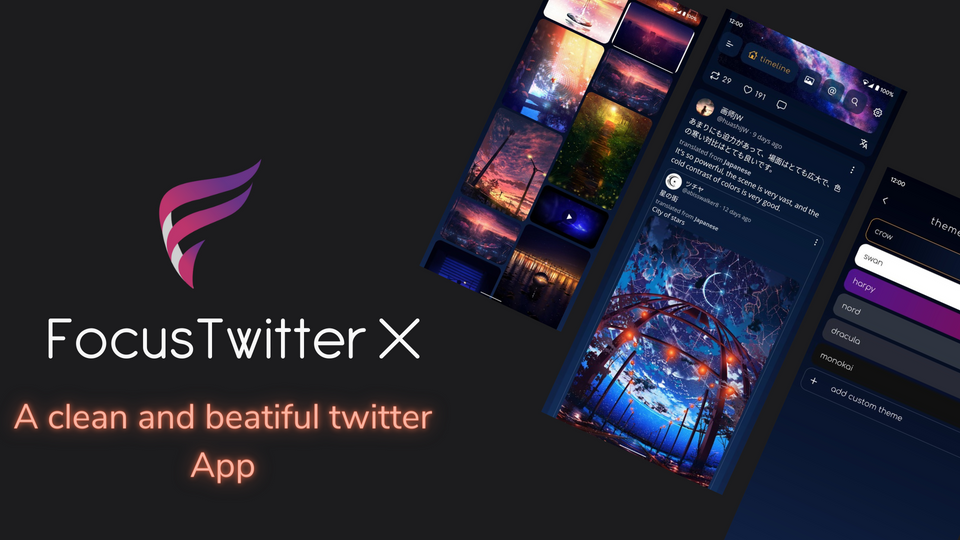 FocusTwitter X
A clean and beatiful twitter
App
12:00
100%
timeline
29
191
画师JW
@huashiJW · 9 days ago
あまりにも迫力があって、場面はとても広大で、色
の寒い対比はとても良いです。
translated from Japanese
It's so powerful, the scene is very vast, and the
cold contrast of colors is very good.
ツチヤ
12 days ago
星の街
translated from Japanese
City of stars
12:00
theme
crow
swan
harpy
nord
dracula
monokai
+ add custom theme